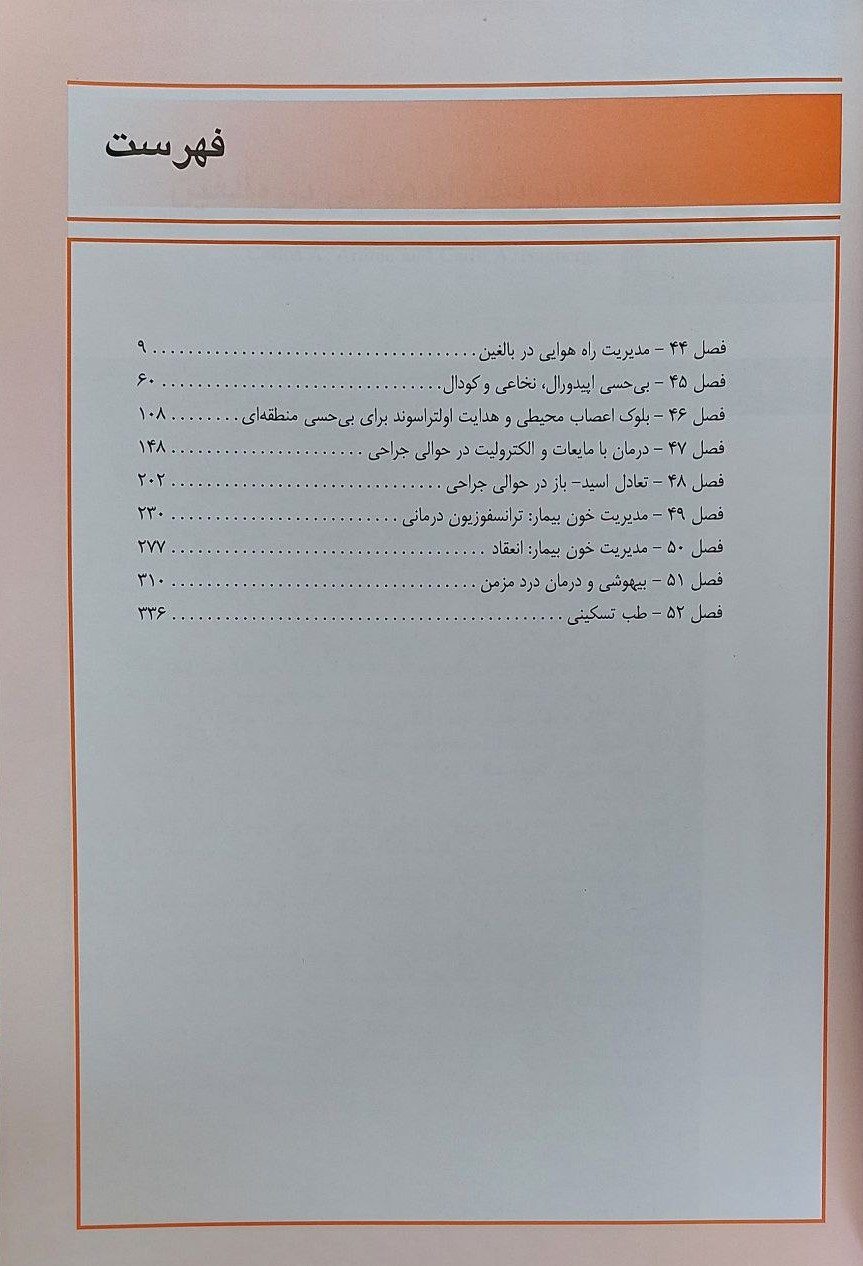 فهرست
فصل ۴۴ - مدیریت راه هوایی در بالغین .................................... ۹
فصل ۴۵ - بی‌حسی اپیدورال، نخاعی و کودال ................................ ۶۰
فصل ۴۶ - بلوک اعصاب محیطی و هدایت اولتراسوند برای بی‌حسی منطقه‌ای ........ ۱۰۸
فصل ۴۷ - درمان با مایعات و الکترولیت در حوالی جراحی ...................... ۱۴۸
فصل ۴۸ - تعادل اسید- باز در حوالی جراحی ............................... ۲۰۲
فصل ۴۹ - مدیریت خون بیمار: ترانسفوزیون درمانی .......................... ۲۳۰
فصل ۵۰ - مدیریت خون بیمار: انعقاد .................................... ۲۷۷
فصل ۵۱ - بیهوشی و درمان درد مزمن ................................... ۳۱۰
فصل ۵۲ - طب تسکینی ............................................. ۳۳۶